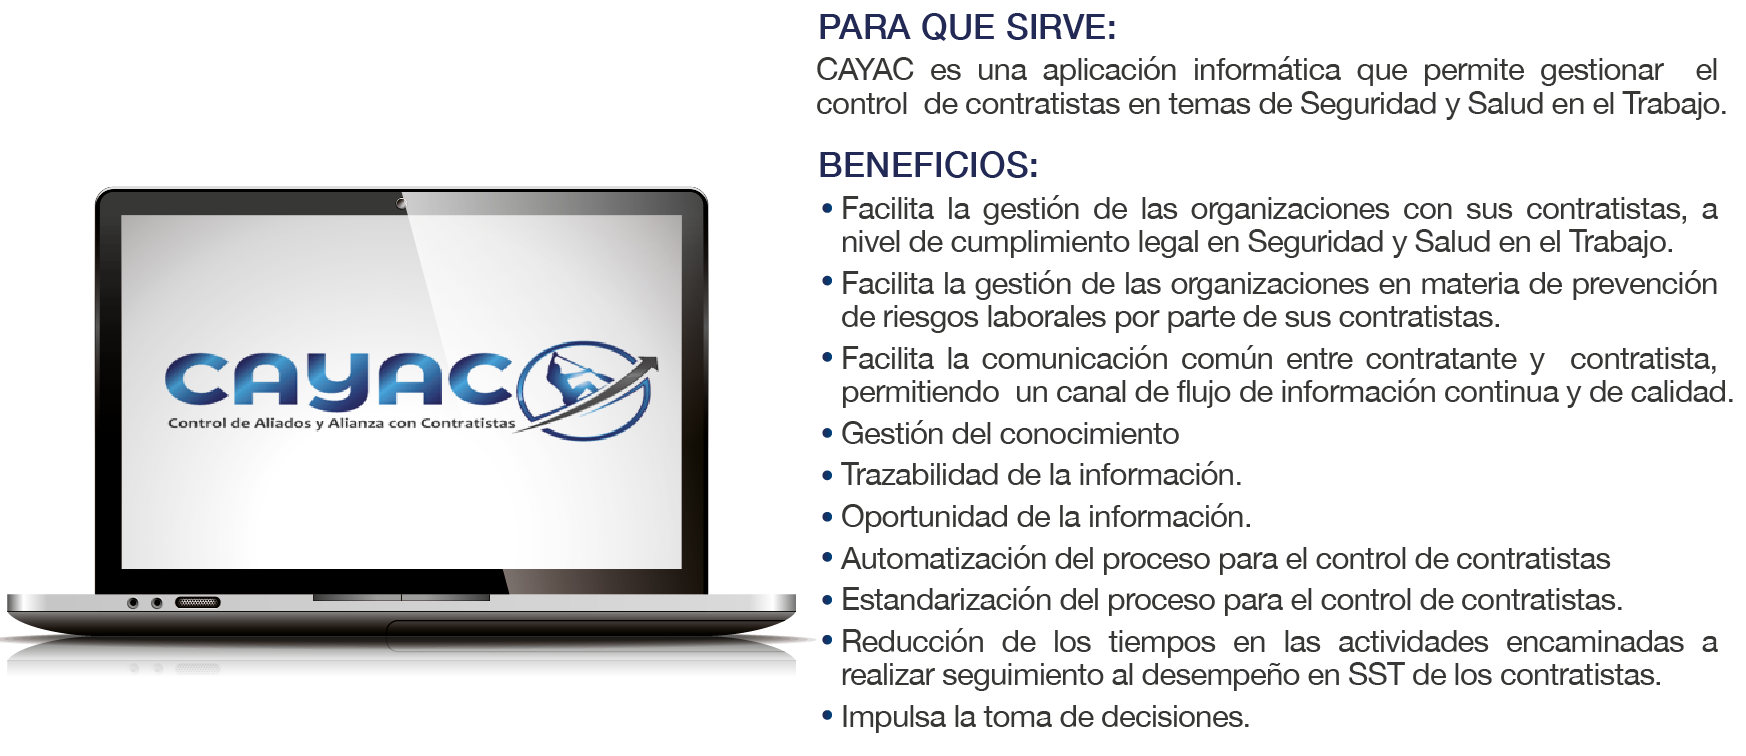 PARA QUE SIRVE:
CAYAC es una aplicación informática que permite gestionar el
control de contratistas en temas de Seguridad y Salud en el Trabajo.
BENEFICIOS:
• Facilita la gestión de las organizaciones con sus contratistas, a
nivel de cumplimiento legal en Seguridad y Salud en el Trabajo.
• Facilita la gestión de las organizaciones en materia de prevención
de riesgos laborales por parte de sus contratistas.
• Facilita la comunicación común entre contratante y contratista,
permitiendo un canal de flujo de información continua y de calidad.
• Gestión del conocimiento
• Trazabilidad de la información.
• Oportunidad de la información.
• Automatización del proceso para el control de contratistas
• Estandarización del proceso para el control de contratistas.
• Reducción de los tiempos en las actividades encaminadas a
realizar seguimiento al desempeño en SST de los contratistas.
• Impulsa la toma de decisiones.
CAYAC
Control de Aliados y Alianza con Contratistas